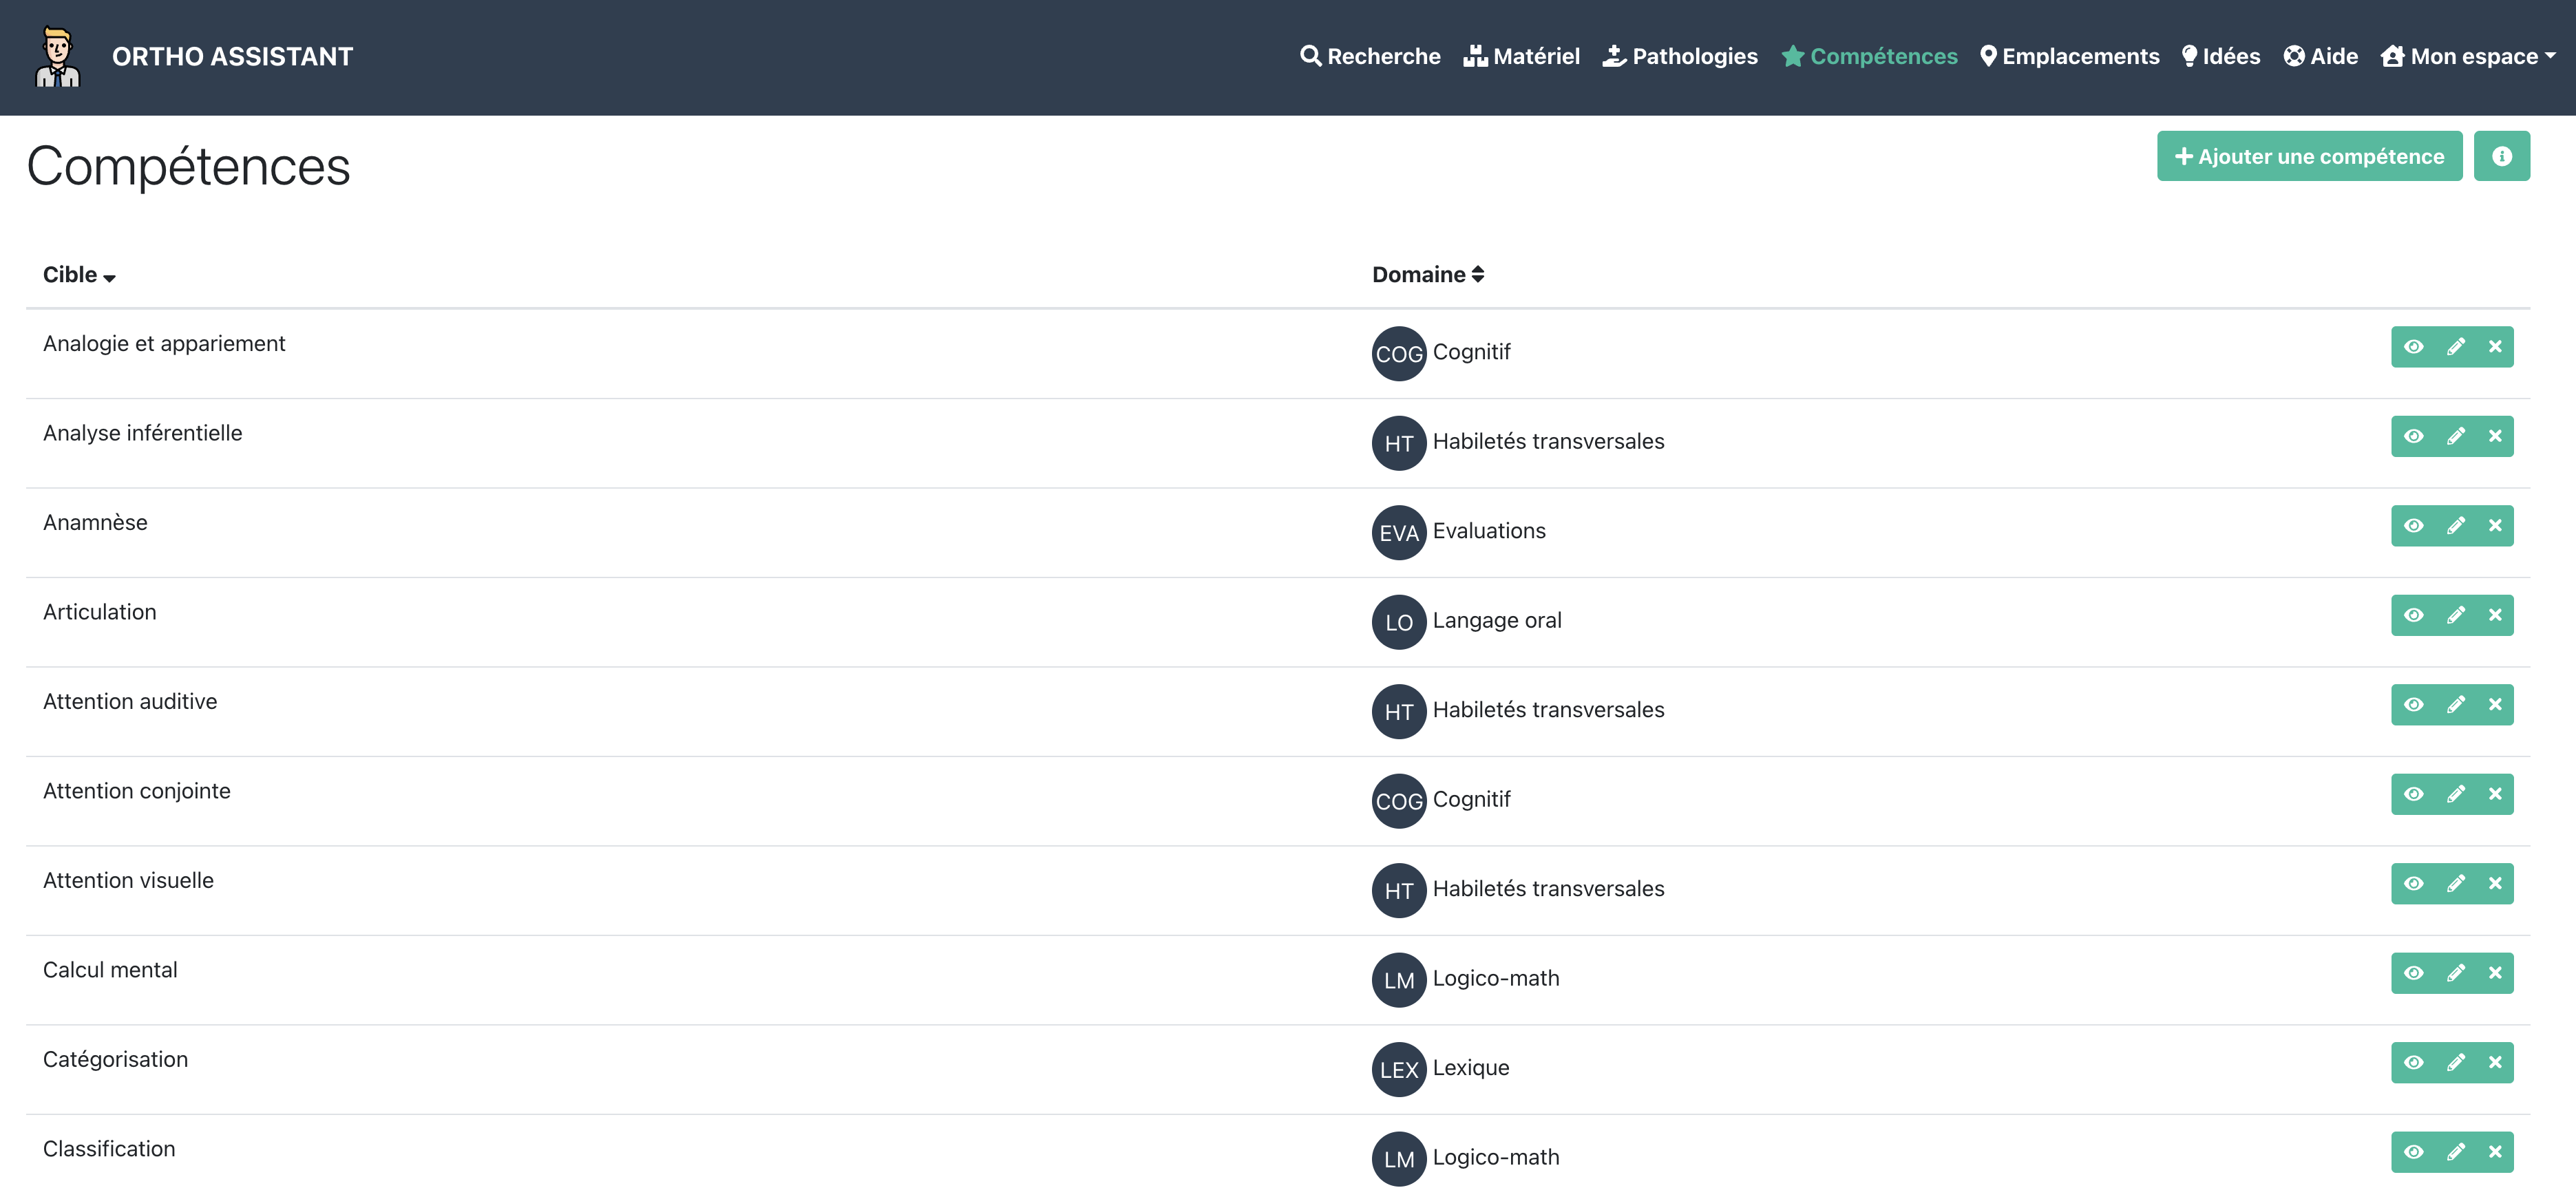 ORTHO ASSISTANT
Recherche Matériel Pathologies Compétences Emplacements Idées Aide Mon espace
Compétences
Ajouter une compétence
Cible Domaine
Analogie et appariement COG Cognitif
Analyse inférentielle HT Habiletés transversales
Anamnèse EVA Evaluations
Articulation LO Langage oral
Attention auditive HT Habiletés transversales
Attention conjointe COG Cognitif
Attention visuelle HT Habiletés transversales
Calcul mental LM Logico-math
Catégorisation LEX Lexique
Classification LM Logico-math